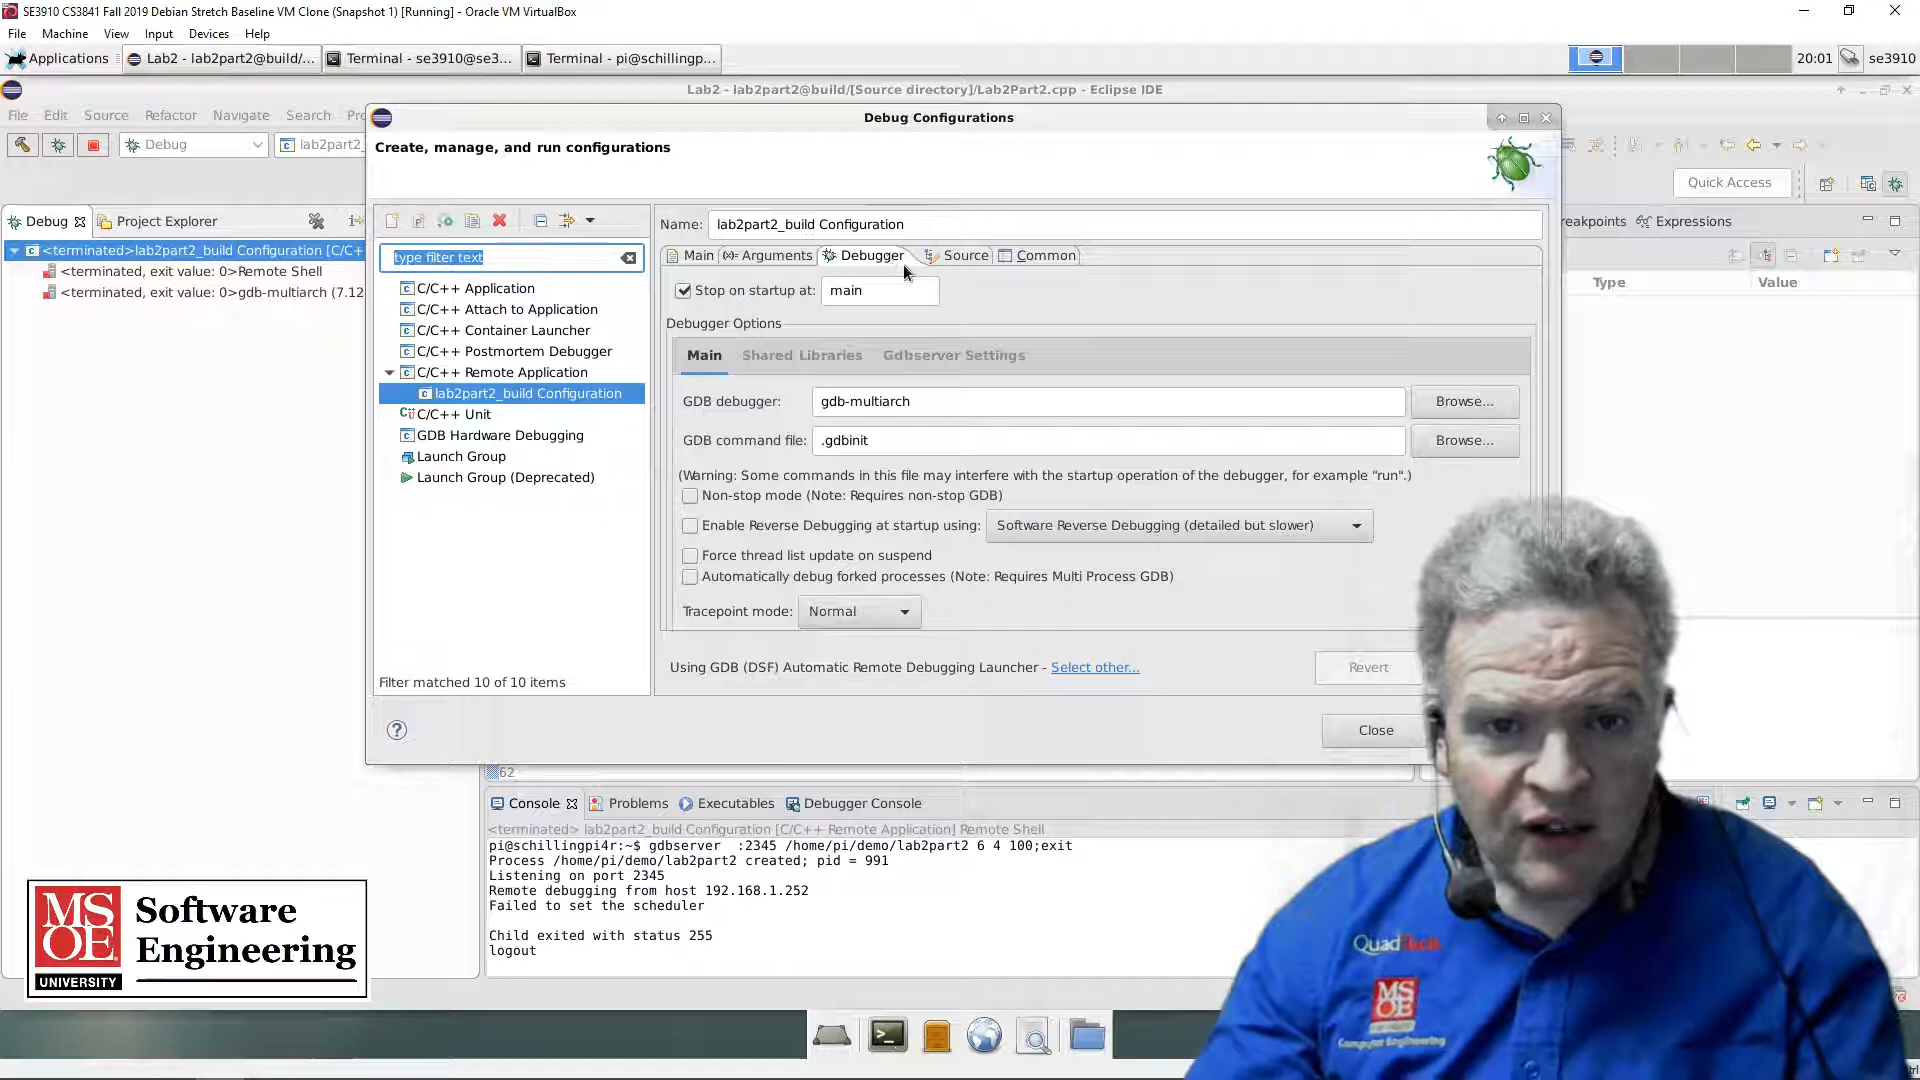 SE3910 CS3841 Fall 2019 Debian Stretch Baseline VM Clone (Snapshot 1) [Running] - Oracle VM VirtualBox
File Machine View Input Devices Help
Applications Lab2 - lab2part2@build/... Terminal - se3910@se3... Terminal - pi@schillingp... 20:01 se3910
Lab2 - lab2part2@build/[Source directory]/Lab2Part2.cpp - Eclipse IDE
File Edit Source Refactor Navigate Search
Debug Configurations
Debug lab2part2_
Create, manage, and run configurations
Quick Access
Debug Project Explorer
Name: lab2part2_build Configuration
Expressions
<terminated>lab2part2_build Configuration [C/C+
<terminated, exit value: 0>Remote Shell
<terminated, exit value: 0>gdb-multiarch (7.12
type filter text
Main Arguments Debugger Source Common
C/C++ Application
C/C++ Attach to Application
C/C++ Container Launcher
C/C++ Postmortem Debugger
C/C++ Remote Application
lab2part2_build Configuration
C/C++ Unit
GDB Hardware Debugging
Launch Group
Launch Group (Deprecated)
Filter matched 10 of 10 items
Stop on startup at: main
Type Value
Debugger Options
Main Shared Libraries Gdbserver Settings
GDB debugger: gdb-multiarch Browse...
GDB command file: .gdbinit Browse...
(Warning: Some commands in this file may interfere with the startup operation of the debugger, for example "run".)
Non-stop mode (Note: Requires non-stop GDB)
Enable Reverse Debugging at startup using: Software Reverse Debugging (detailed but slower)
Force thread list update on suspend
Automatically debug forked processes (Note: Requires Multi Process GDB)
Tracepoint mode: Normal
Using GDB (DSF) Automatic Remote Debugging Launcher - Select other...
Revert
Close
62
Console Problems Executables Debugger Console
<terminated> lab2part2_build Configuration [C/C++ Remote Application] Remote Shell
pi@schillingpi4r:~$ gdbserver :2345 /home/pi/demo/lab2part2 6 4 100;exit
Process /home/pi/demo/lab2part2 created; pid = 991
Listening on port 2345
Remote debugging from host 192.168.1.252
Failed to set the scheduler
Child exited with status 255
logout
MSOE
UNIVERSITY
Software
Engineering
MSOE
Computer Engineering